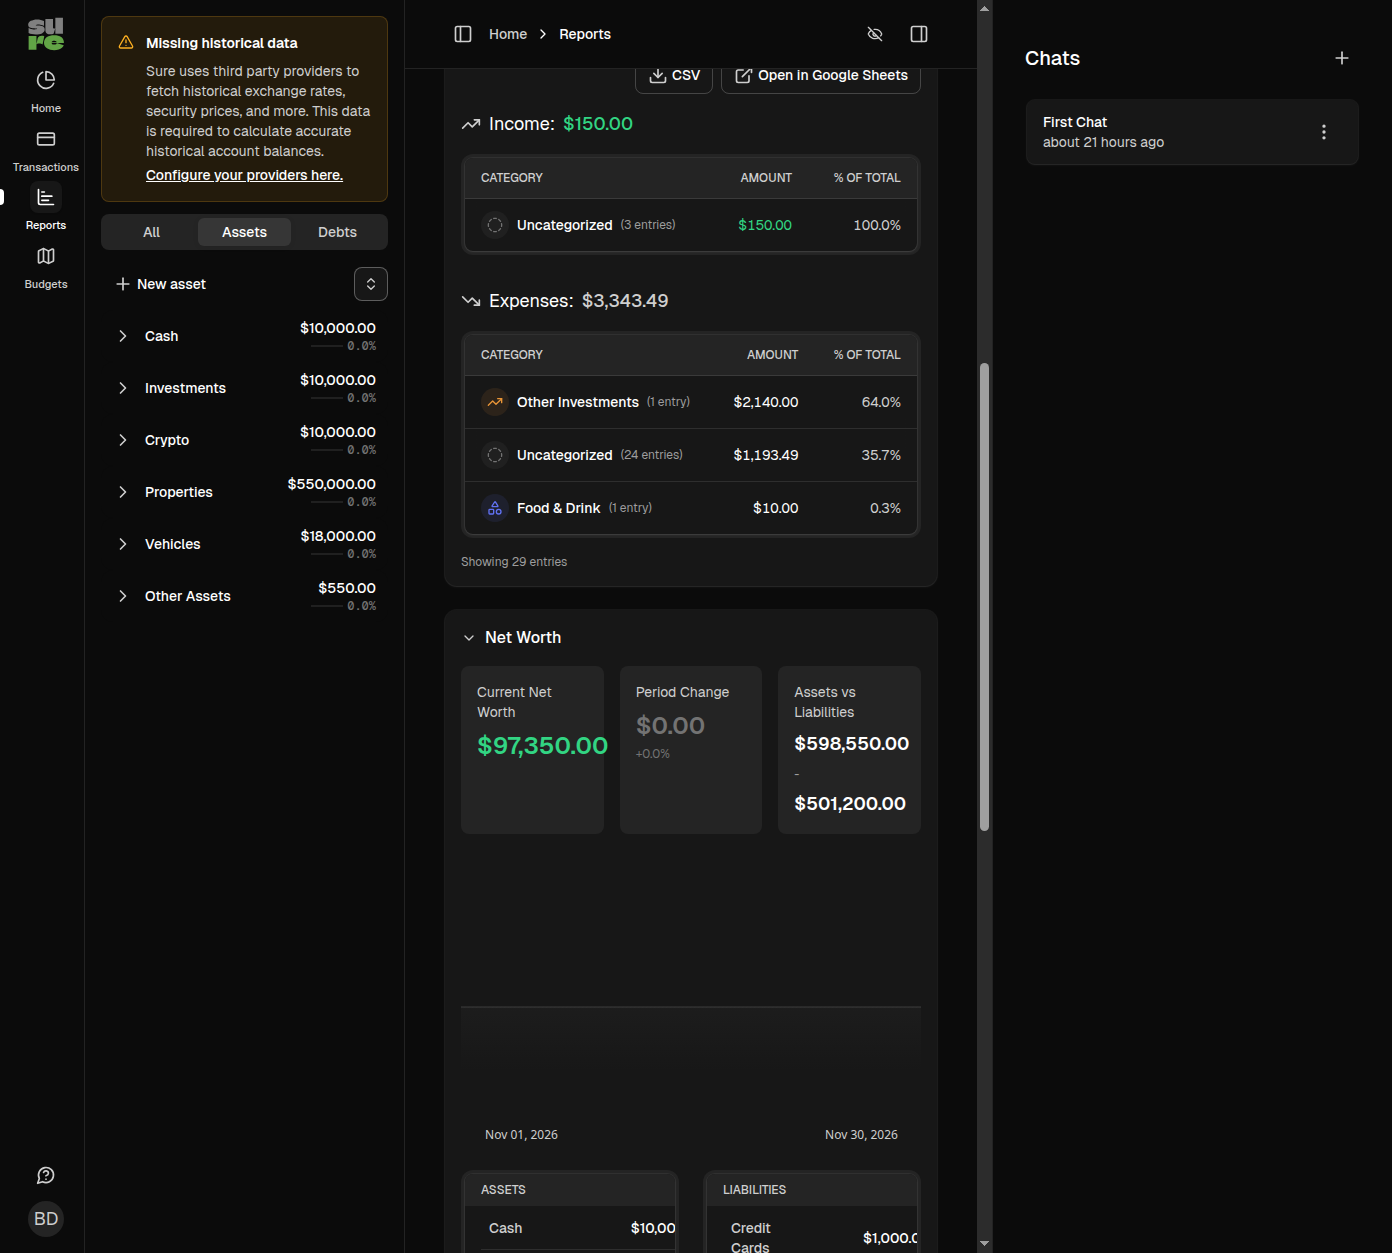 sure
Home
Transactions
Reports
Budgets
BD
Missing historical data
Sure uses third party providers to
fetch historical exchange rates,
security prices, and more. This data
is required to calculate accurate
historical account balances.
Configure your providers here.
All Assets Debts
New asset
Cash $10,000.00
0.0%
Investments $10,000.00
0.0%
Crypto $10,000.00
0.0%
Properties $550,000.00
0.0%
Vehicles $18,000.00
0.0%
Other Assets $550.00
0.0%
Home Reports
CSV Open in Google Sheets
Income: $150.00
CATEGORY AMOUNT % OF TOTAL
Uncategorized (3 entries) $150.00 100.0%
Expenses: $3,343.49
CATEGORY AMOUNT % OF TOTAL
Other Investments (1 entry) $2,140.00 64.0%
Uncategorized (24 entries) $1,193.49 35.7%
Food & Drink (1 entry) $10.00 0.3%
Showing 29 entries
Net Worth
Current Net
Worth
$97,350.00
Period Change
$0.00
+0.0%
Assets vs
Liabilities
$598,550.00
-
$501,200.00
Nov 01, 2026 Nov 30, 2026
ASSETS
Cash $10,00
LIABILITIES
Credit
Cards $1,000.0
Chats
First Chat
about 21 hours ago